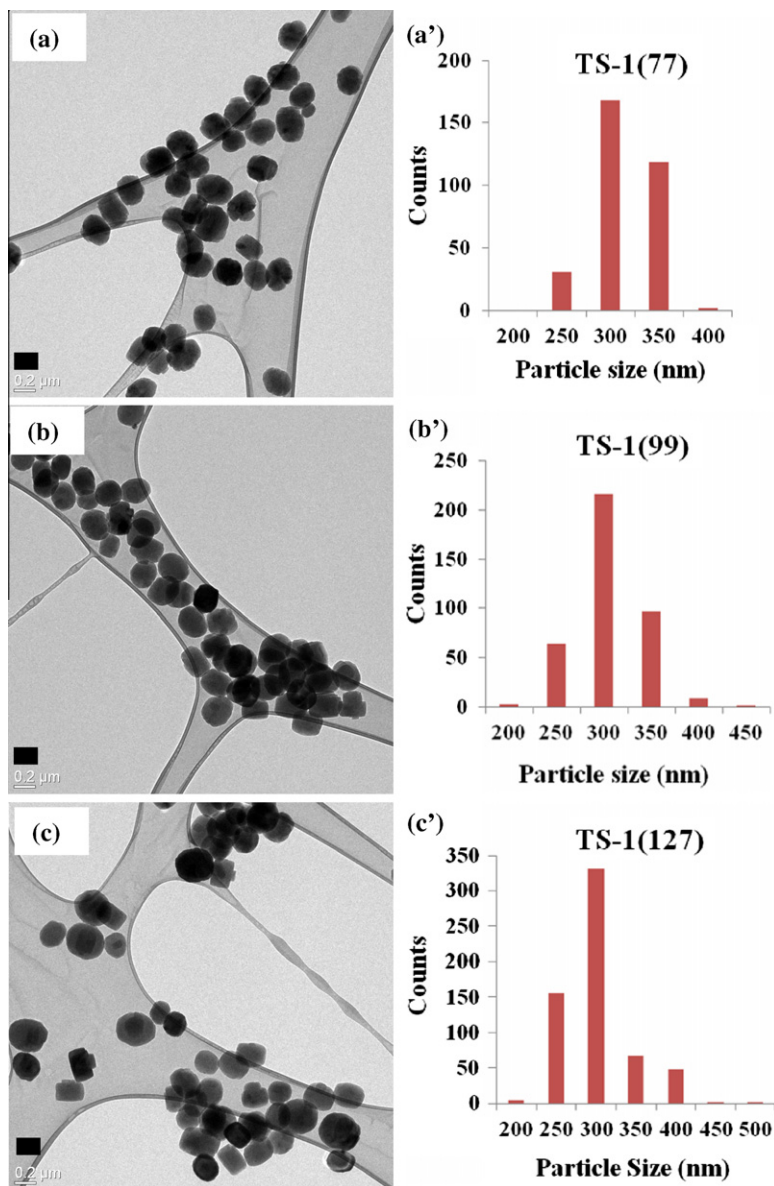 (a)
0.2 μm
(a’)
TS-1(77)
200
150
100
50
0
Counts
200 250 300 350 400
Particle size (nm)
(b)
0.2 μm
(b’)
TS-1(99)
250
200
150
100
50
0
Counts
200 250 300 350 400 450
Particle size (nm)
(c)
0.2 μm
(c’)
TS-1(127)
350
300
250
200
150
100
50
0
Counts
200 250 300 350 400 450 500
Particle Size (nm)